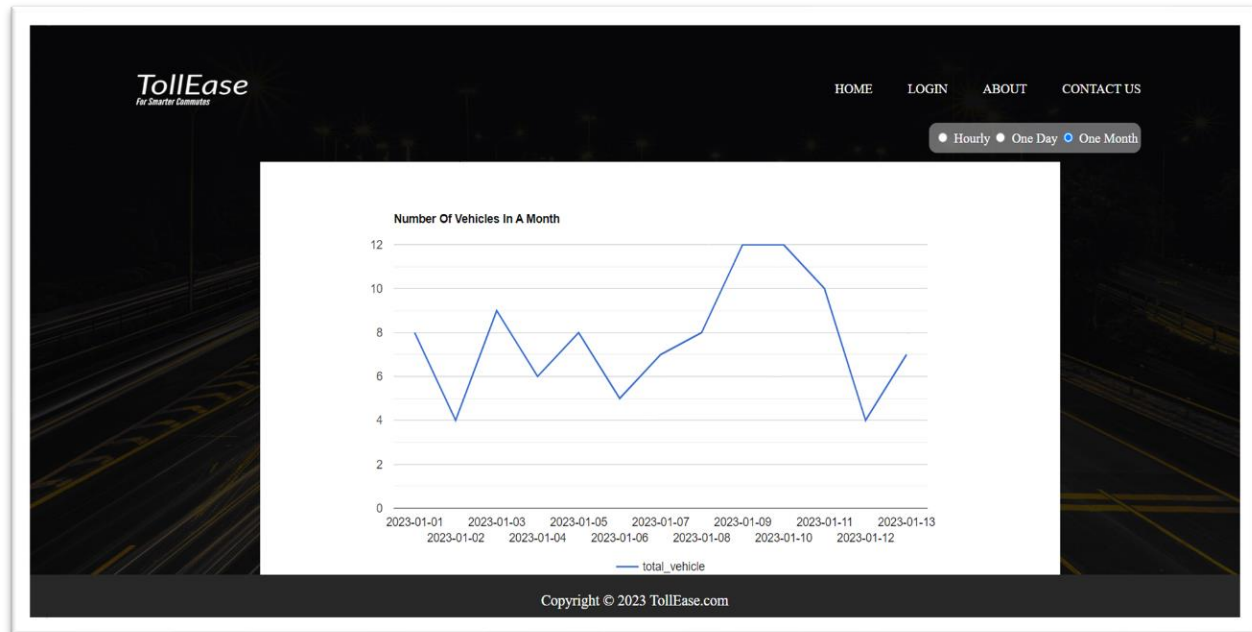 TollEase
For Smarter Commutes
HOME LOGIN ABOUT CONTACT US
Hourly One Day One Month
Number Of Vehicles In A Month
12
10
8
6
4
2
0
2023-01-01 2023-01-03 2023-01-05 2023-01-07 2023-01-09 2023-01-11 2023-01-13
2023-01-02 2023-01-04 2023-01-06 2023-01-08 2023-01-10 2023-01-12
total_vehicle
Copyright © 2023 TollEase.com